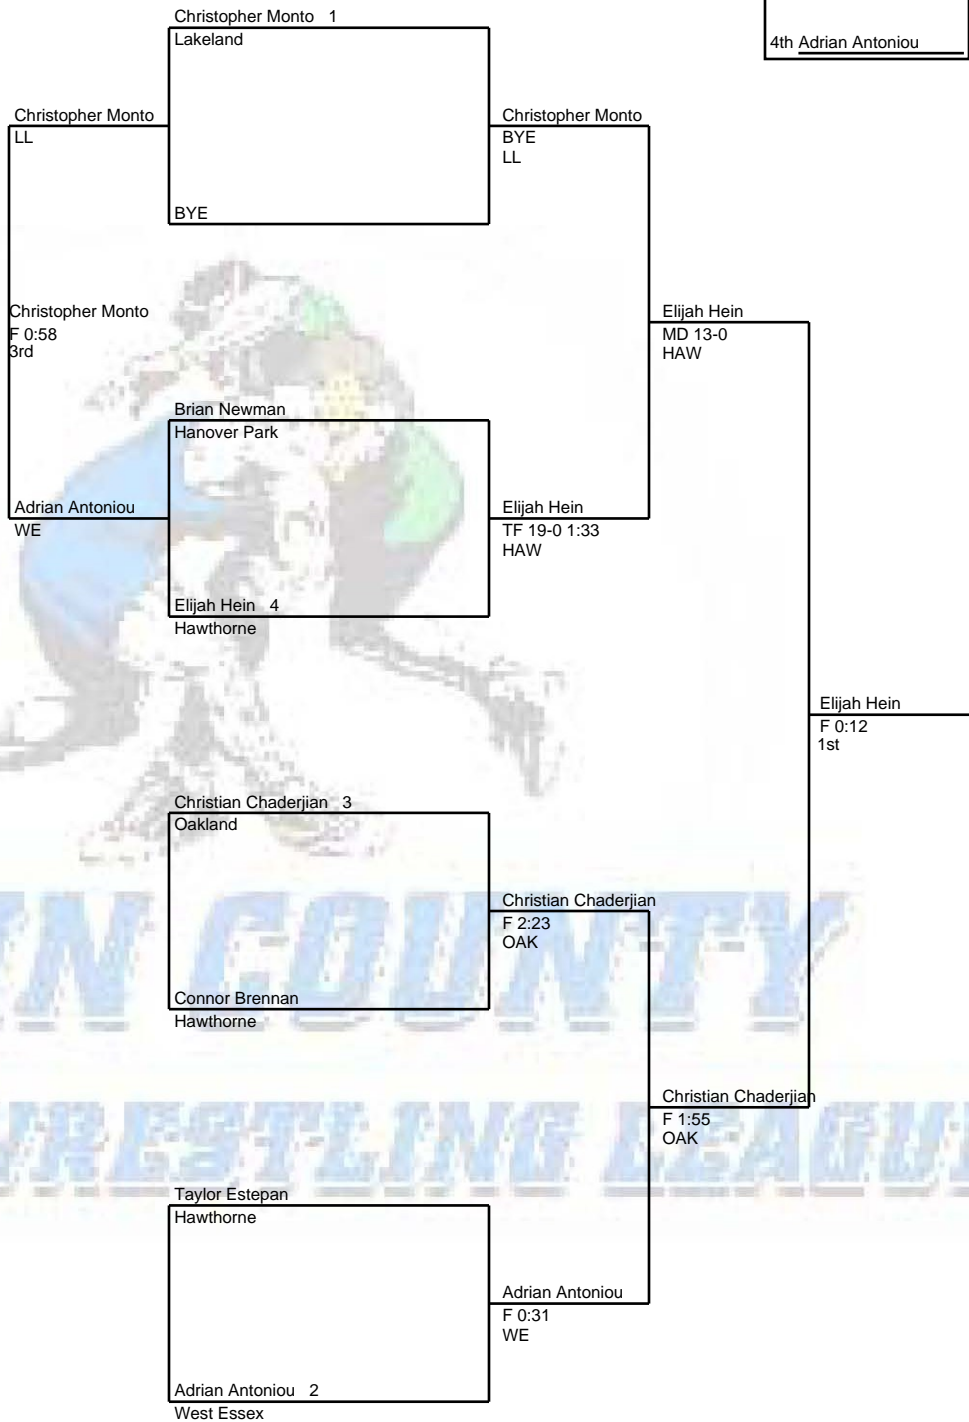 Christopher Monto 1
Lakeland
4th Adrian Antoniou
Christopher Monto
LL
Christopher Monto
BYE
LL
BYE
Christopher Monto
F 0:58
3rd
Elijah Hein
MD 13-0
HAW
Brian Newman
Hanover Park
Adrian Antoniou
WE
Elijah Hein
TF 19-0 1:33
HAW
Elijah Hein 4
Hawthorne
Elijah Hein
F 0:12
1st
Christian Chaderjian 3
Oakland
Christian Chaderjian
F 2:23
OAK
IN COUNTY
Connor Brennan
Hawthorne
Christian Chaderjian
F 1:55
OAK
WRESTLING LEAGU
Taylor Estepan
Hawthorne
Adrian Antoniou
F 0:31
WE
Adrian Antoniou 2
West Essex